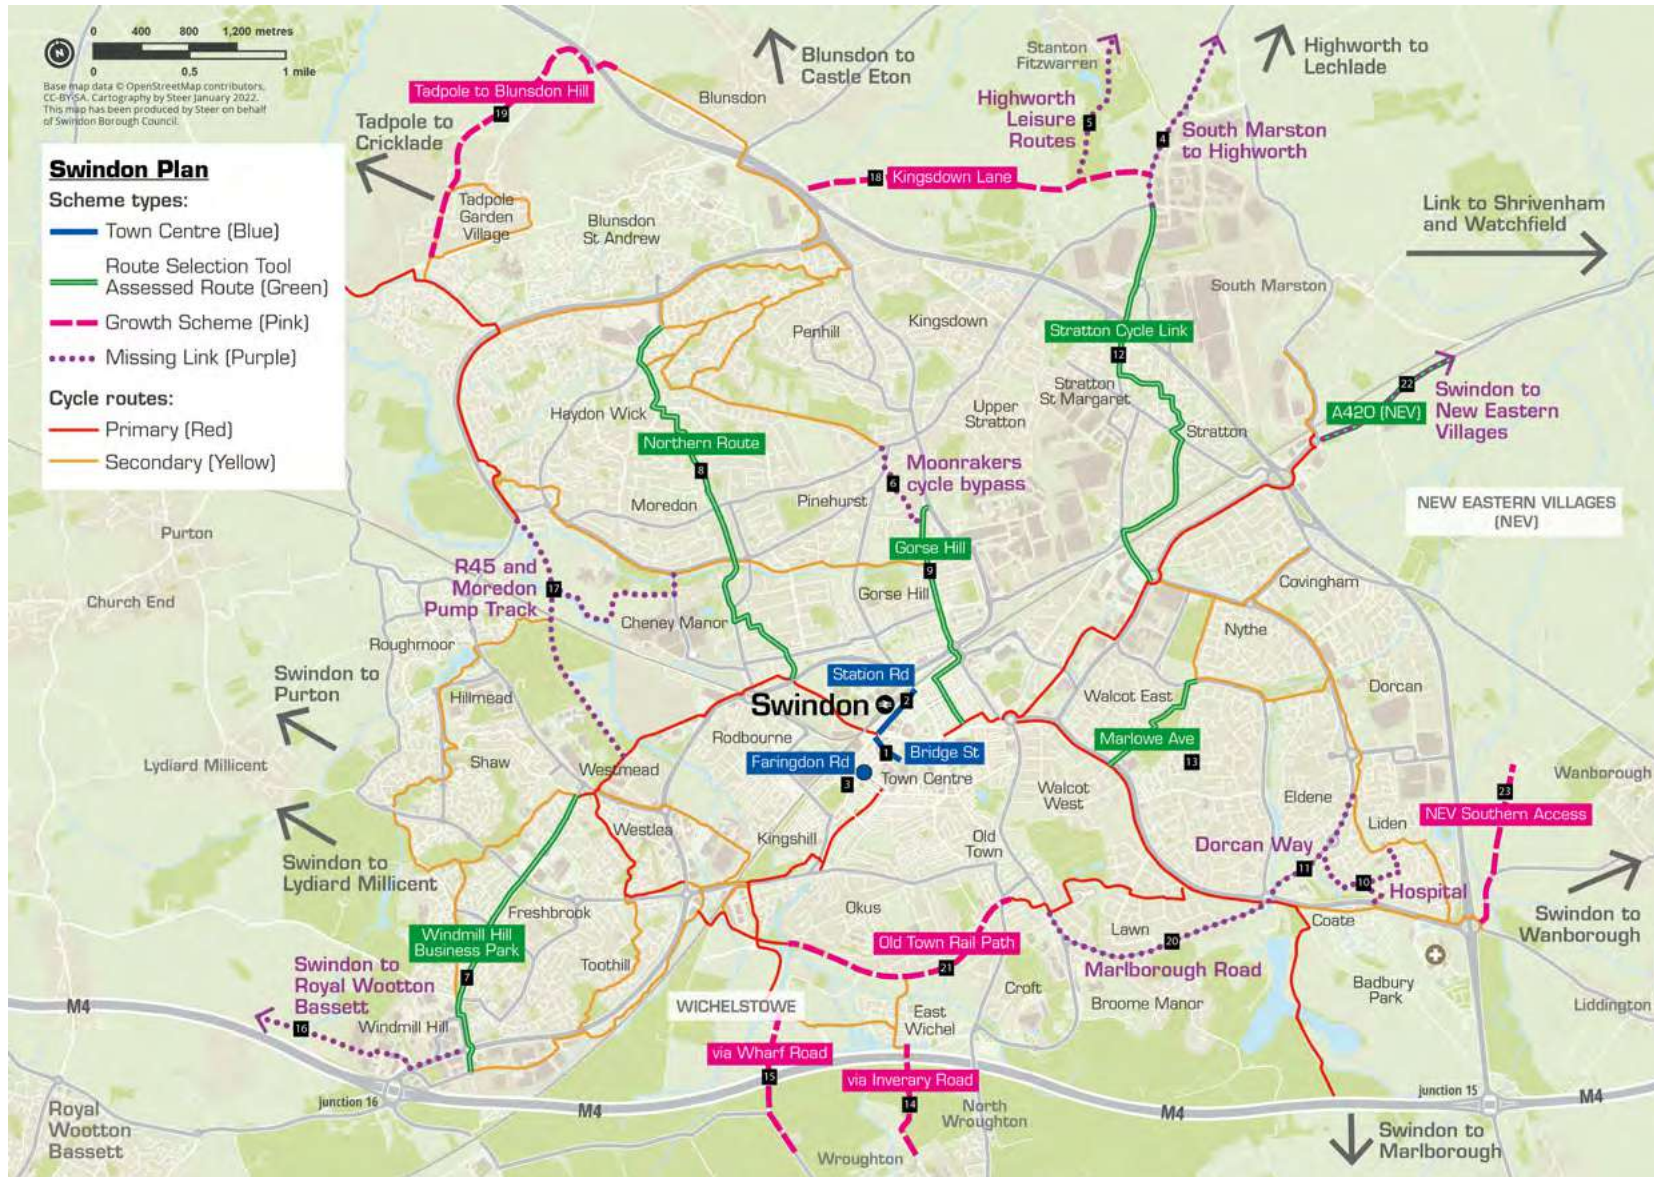 0 400 800 1,200 metres
N
0 0.5 1 mile
Base map data © OpenStreetMap contributors,
CC-BY-SA. Cartography by Steer January 2022.
This map has been produced by Steer on behalf
of Swindon Borough Council.
Swindon Plan
Scheme types:
Town Centre (Blue)
Route Selection Tool
Assessed Route (Green)
Growth Scheme (Pink)
Missing Link (Purple)
Cycle routes:
Primary (Red)
Secondary (Yellow)
Tadpole to Blunsdon Hill
19
Tadpole to
Cricklade
Blunsdon
Blunsdon to
Castle Eton
Stanton
Fitzwarren
Highworth
Leisure
Routes
5
4
South Marston
to Highworth
Highworth to
Lechlade
18
Kingsdown Lane
Tadpole
Garden
Village
Blunsdon
St Andrew
Link to Shrivenham
and Watchfield
South Marston
Penhill
Kingsdown
Stratton Cycle Link
12
Stratton
St Margaret
Upper
Stratton
Stratton
22
A420 (NEV)
Swindon to
New Eastern
Villages
NEW EASTERN VILLAGES
(NEV)
Haydon Wick
Northern Route
8
Moredon
Pinehurst
Moonrakers
cycle bypass
6
Gorse Hill
9
Gorse Hill
Purton
Church End
R45 and
Moredon
Pump Track
17
Cheney Manor
Roughmoor
Covingham
Nythe
Dorcan
Swindon to
Purton
Hillmead
Station Rd
2
Swindon
Walcot East
Marlowe Ave
13
Rodbourne
Bridge St
1
Faringdon Rd
3
Town Centre
Lydiard Millicent
Shaw
Westmead
Walcot
West
Eldene
Wanborough
23
NEV Southern Access
Liden
Westlea
Kingshill
Old
Town
Dorcan Way
11
10
Hospital
Swindon to
Lydiard Millicent
Freshbrook
Okus
Lawn
Coate
Swindon to
Wanborough
Windmill Hill
Business Park
7
Old Town Rail Path
21
20
Marlborough Road
Toothill
Swindon to
Royal Wootton
Bassett
16
Windmill Hill
WICHELSTOWE
East
Wichel
Croft
Broome Manor
Badbury
Park
Liddington
M4
via Wharf Road
15
via Inverary Road
14
junction 16
M4
North
Wroughton
M4
junction 15
M4
Royal
Wootton
Bassett
Wroughton
Swindon to
Marlborough